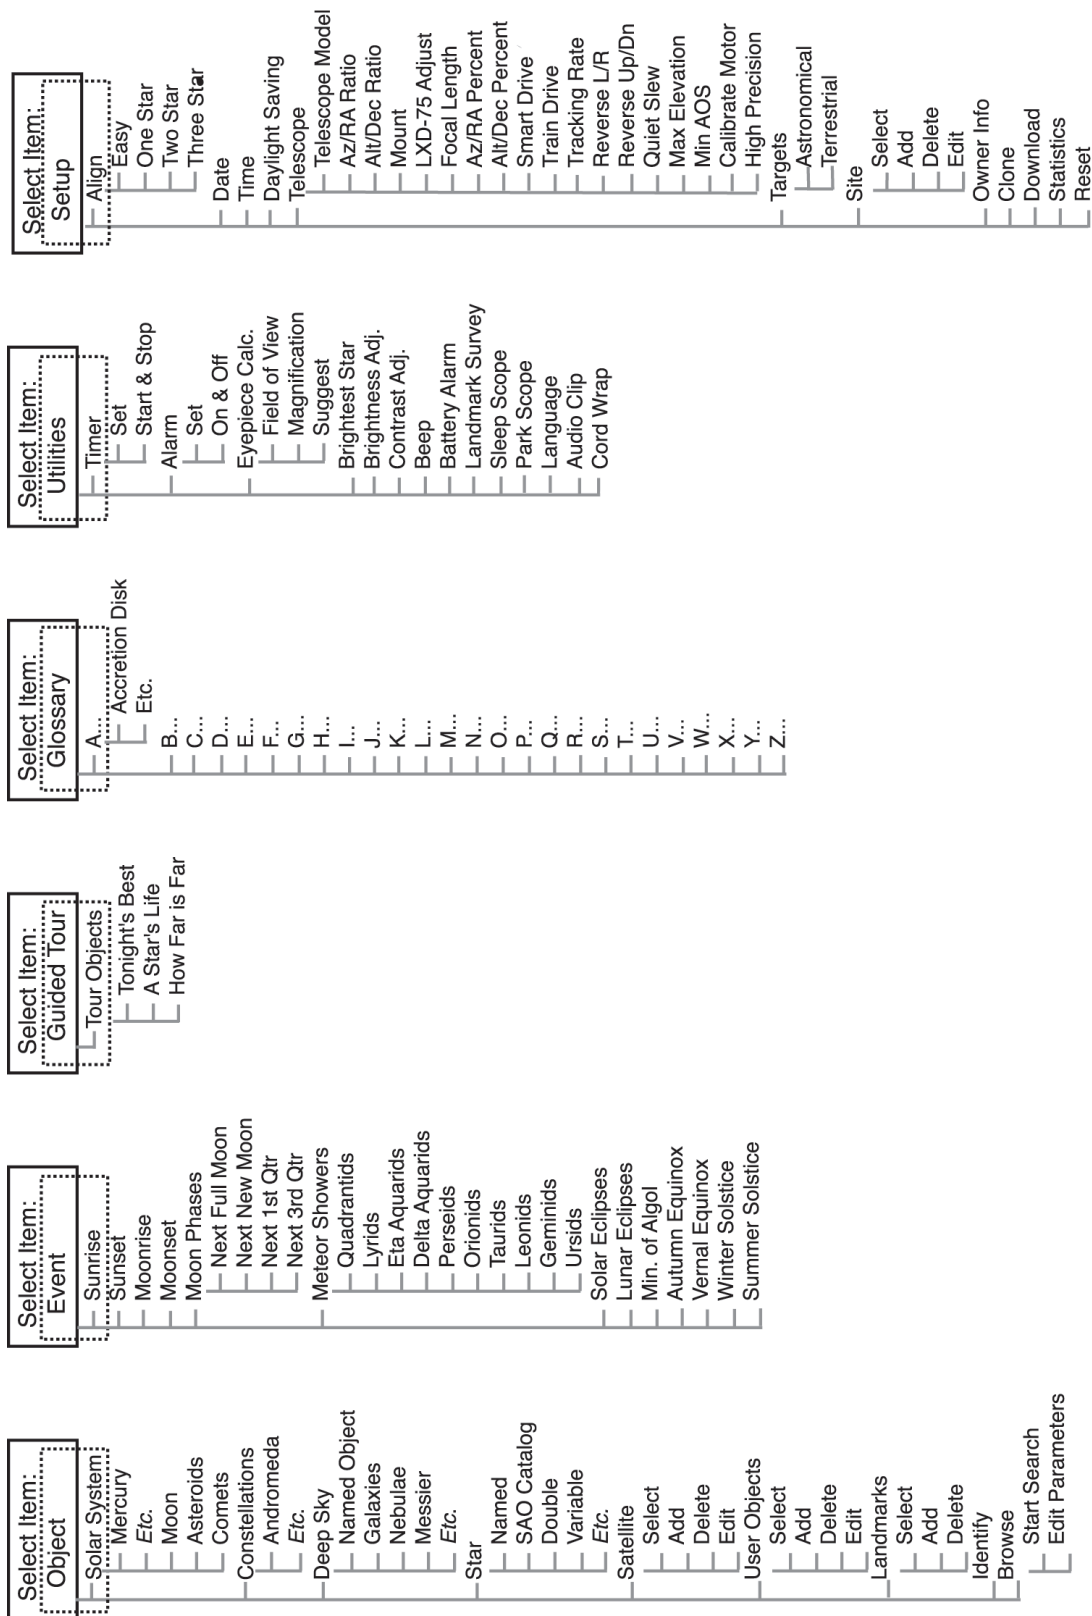 Select Item:
Object
Solar System
Mercury
Etc.
Moon
Asteroids
Comets
Constellations
Andromeda
Etc.
Deep Sky
Named Object
Galaxies
Nebulae
Messier
Etc.
Star
Named
SAO Catalog
Double
Variable
Etc.
Satellite
Select
Add
Delete
Edit
User Objects
Select
Add
Delete
Edit
Landmarks
Select
Add
Delete
Identify
Browse
Start Search
Edit Parameters
Select Item:
Event
Sunrise
Sunset
Moonrise
Moonset
Moon Phases
Next Full Moon
Next New Moon
Next 1st Qtr
Next 3rd Qtr
Meteor Showers
Quadrantids
Lyrids
Eta Aquarids
Delta Aquarids
Perseids
Orionids
Taurids
Leonids
Geminids
Ursids
Solar Eclipses
Lunar Eclipses
Min. of Algol
Autumn Equinox
Vernal Equinox
Winter Solstice
Summer Solstice
Select Item:
Guided Tour
Tour Objects
Tonight's Best
A Star's Life
How Far is Far
Select Item:
Glossary
A...
Accretion Disk
Etc.
B...
C...
D...
E...
F...
G...
H...
I...
J...
K...
L...
M...
N...
O...
P...
Q...
R...
S...
T...
U...
V...
W...
X...
Y...
Z...
Select Item:
Utilities
Timer
Set
Start & Stop
Alarm
Set
On & Off
Eyepiece Calc.
Field of View
Magnification
Suggest
Brightest Star
Brightness Adj.
Contrast Adj.
Beep
Battery Alarm
Landmark Survey
Sleep Scope
Park Scope
Language
Audio Clip
Cord Wrap
Select Item:
Setup
Align
Easy
One Star
Two Star
Three Star
Date
Time
Daylight Saving
Telescope
Telescope Model
Az/RA Ratio
Alt/Dec Ratio
Mount
LXD-75 Adjust
Focal Length
Az/RA Percent
Alt/Dec Percent
Smart Drive
Train Drive
Tracking Rate
Reverse L/R
Reverse Up/Dn
Quiet Slew
Max Elevation
Min AOS
Calibrate Motor
High Precision
Targets
Astronomical
Terrestrial
Site
Select
Add
Delete
Edit
Owner Info
Clone
Download
Statistics
Reset